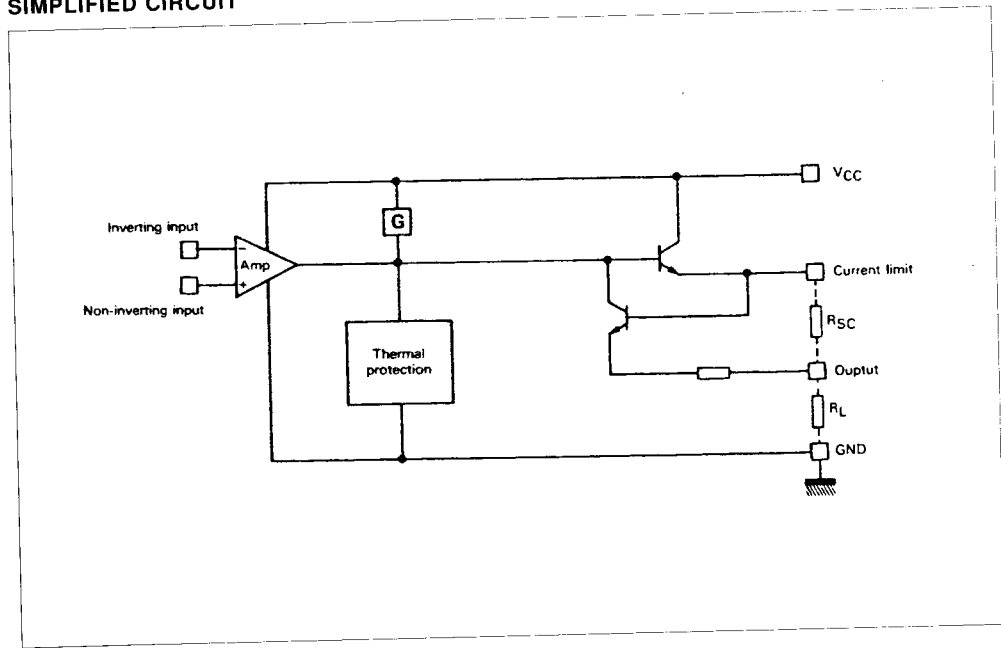 SIMPLIFIED CIRCUIT
VCC
G
Inverting input
-
Amp
+
Non-inverting input
Current limit
RSC
Thermal
protection
Ouptut
RL
GND